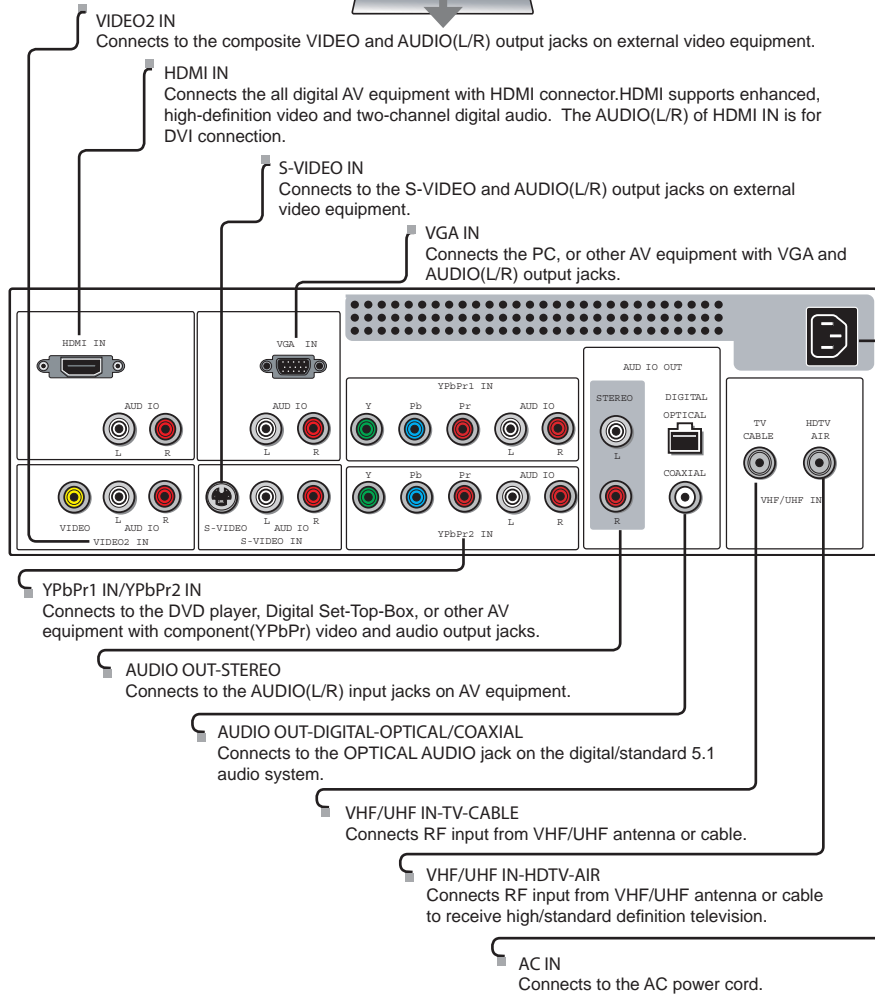 VIDEO2 IN
Connects to the composite VIDEO and AUDIO(L/R) output jacks on external video equipment.
HDMI IN
Connects the all digital AV equipment with HDMI connector.HDMI supports enhanced,
high-definition video and two-channel digital audio. The AUDIO(L/R) of HDMI IN is for
DVI connection.
S-VIDEO IN
Connects to the S-VIDEO and AUDIO(L/R) output jacks on external
video equipment.
VGA IN
Connects the PC, or other AV equipment with VGA and
AUDIO(L/R) output jacks.
HDMI IN
AUD IO
L R
VGA IN
AUD IO
L R
YPbPr1 IN
Y Pb Pr AUD IO
L R
AUD IO OUT
STEREO
L
R
DIGITAL
OPTICAL
COAXIAL
TV
CABLE
HDTV
AIR
VHF/UHF IN
VIDEO L AUD IO R
VIDEO2 IN
S-VIDEO L AUD IO R
S-VIDEO IN
Y Pb Pr AUD IO
L R
YPbPr2 IN
YPbPr1 IN/YPbPr2 IN
Connects to the DVD player, Digital Set-Top-Box, or other AV
equipment with component(YPbPr) video and audio output jacks.
AUDIO OUT-STEREO
Connects to the AUDIO(L/R) input jacks on AV equipment.
AUDIO OUT-DIGITAL-OPTICAL/COAXIAL
Connects to the OPTICAL AUDIO jack on the digital/standard 5.1
audio system.
VHF/UHF IN-TV-CABLE
Connects RF input from VHF/UHF antenna or cable.
VHF/UHF IN-HDTV-AIR
Connects RF input from VHF/UHF antenna or cable
to receive high/standard definition television.
AC IN
Connects to the AC power cord.